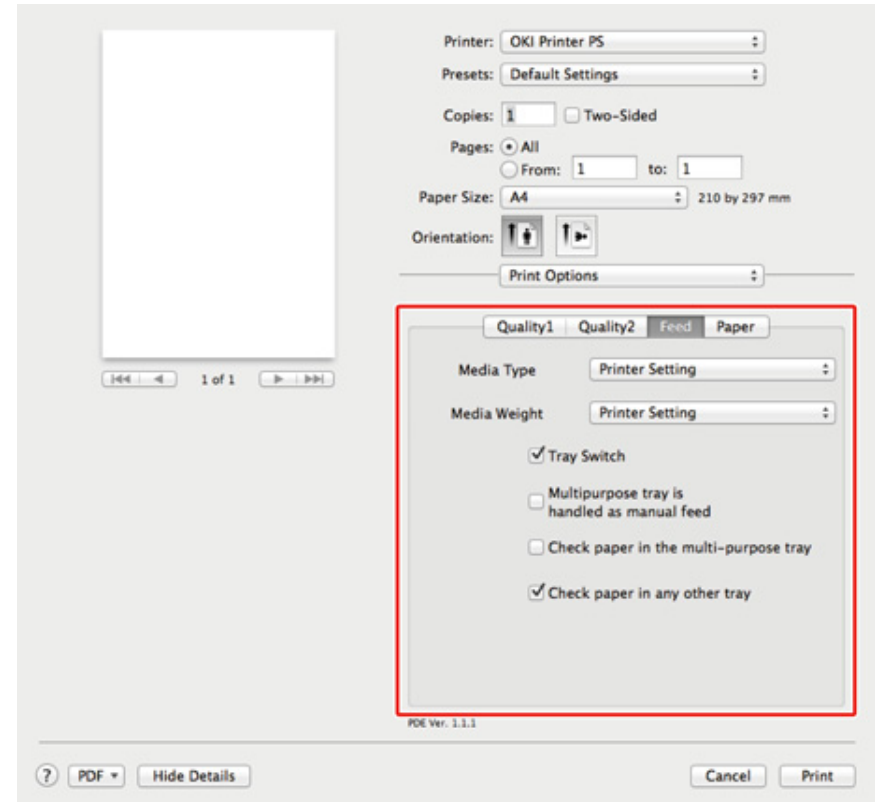 Printer: OKI Printer PS
Presets: Default Settings
Copies: 1 Two-Sided
Pages: All
From: 1 to: 1
Paper Size: A4 210 by 297 mm
Orientation:
Print Options
Quality1 Quality2 Feed Paper
Media Type Printer Setting
1 of 1
Media Weight Printer Setting
Tray Switch
Multipurpose tray is
handled as manual feed
Check paper in the multi-purpose tray
Check paper in any other tray
PDE Ver. 1.1.1
? PDF Hide Details Cancel Print